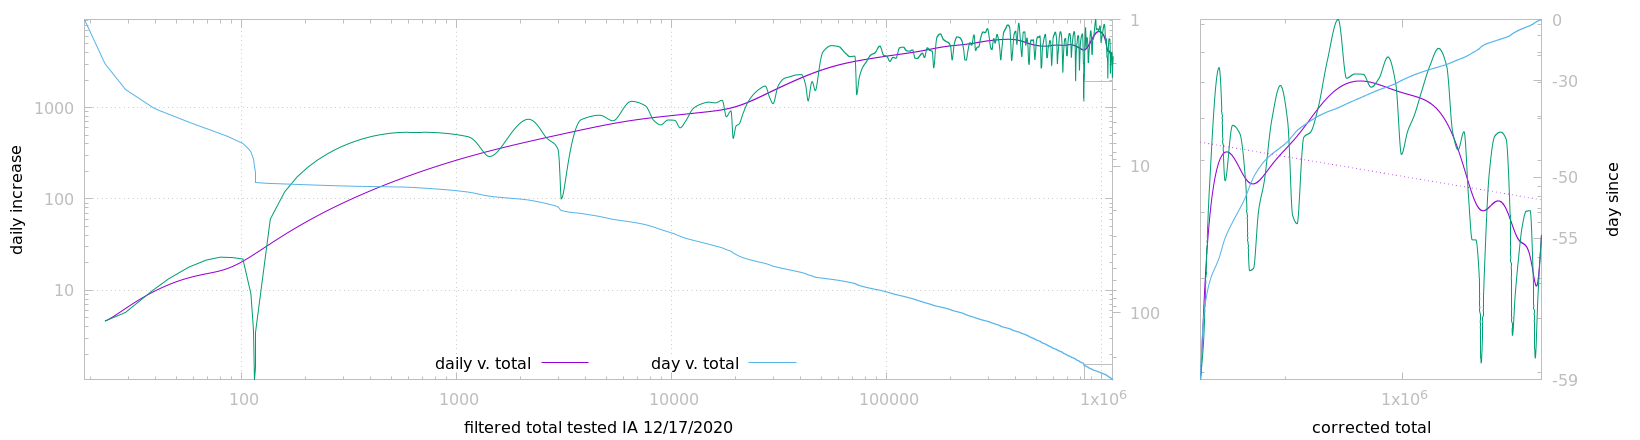 daily increase
1000
100
10
100
1000
10000
100000
1x10^6
filtered total tested IA 12/17/2020
daily v. total
day v. total
1
10
100
1x10^6
corrected total
0
-30
-50
-55
-59
day since